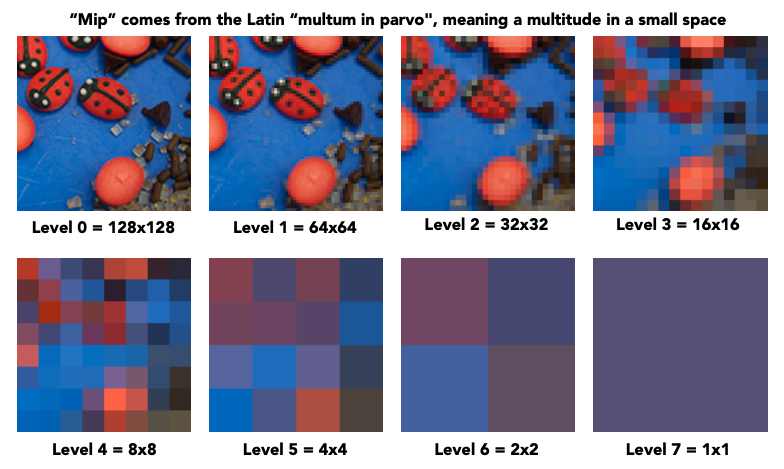 “Mip” comes from the Latin “multum in parvo", meaning a multitude in a small space
Level 0 = 128x128
Level 1 = 64x64
Level 2 = 32x32
Level 3 = 16x16
Level 4 = 8x8
Level 5 = 4x4
Level 6 = 2x2
Level 7 = 1x1